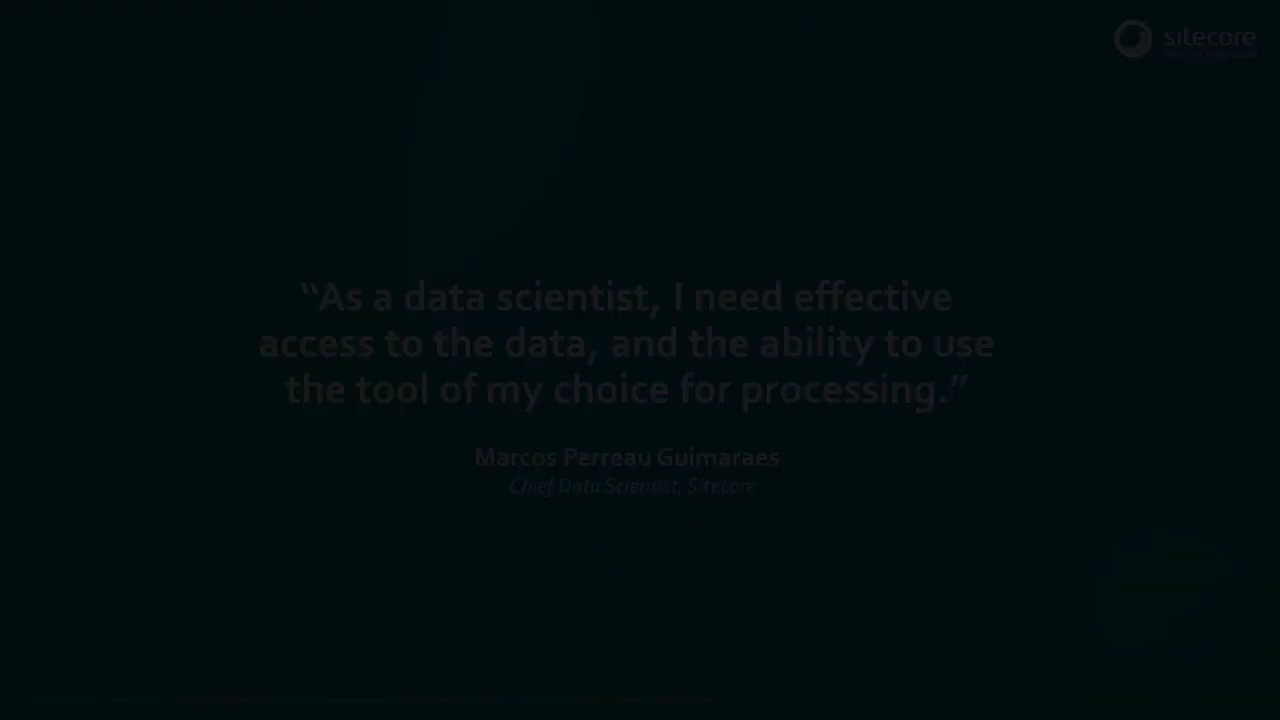 sitecore
“As a data scientist, I need effective
access to the data, and the ability to use
the tool of my choice for processing.”
Marcos Perreau Guimaraes
Chief Data Scientist, Sitecore